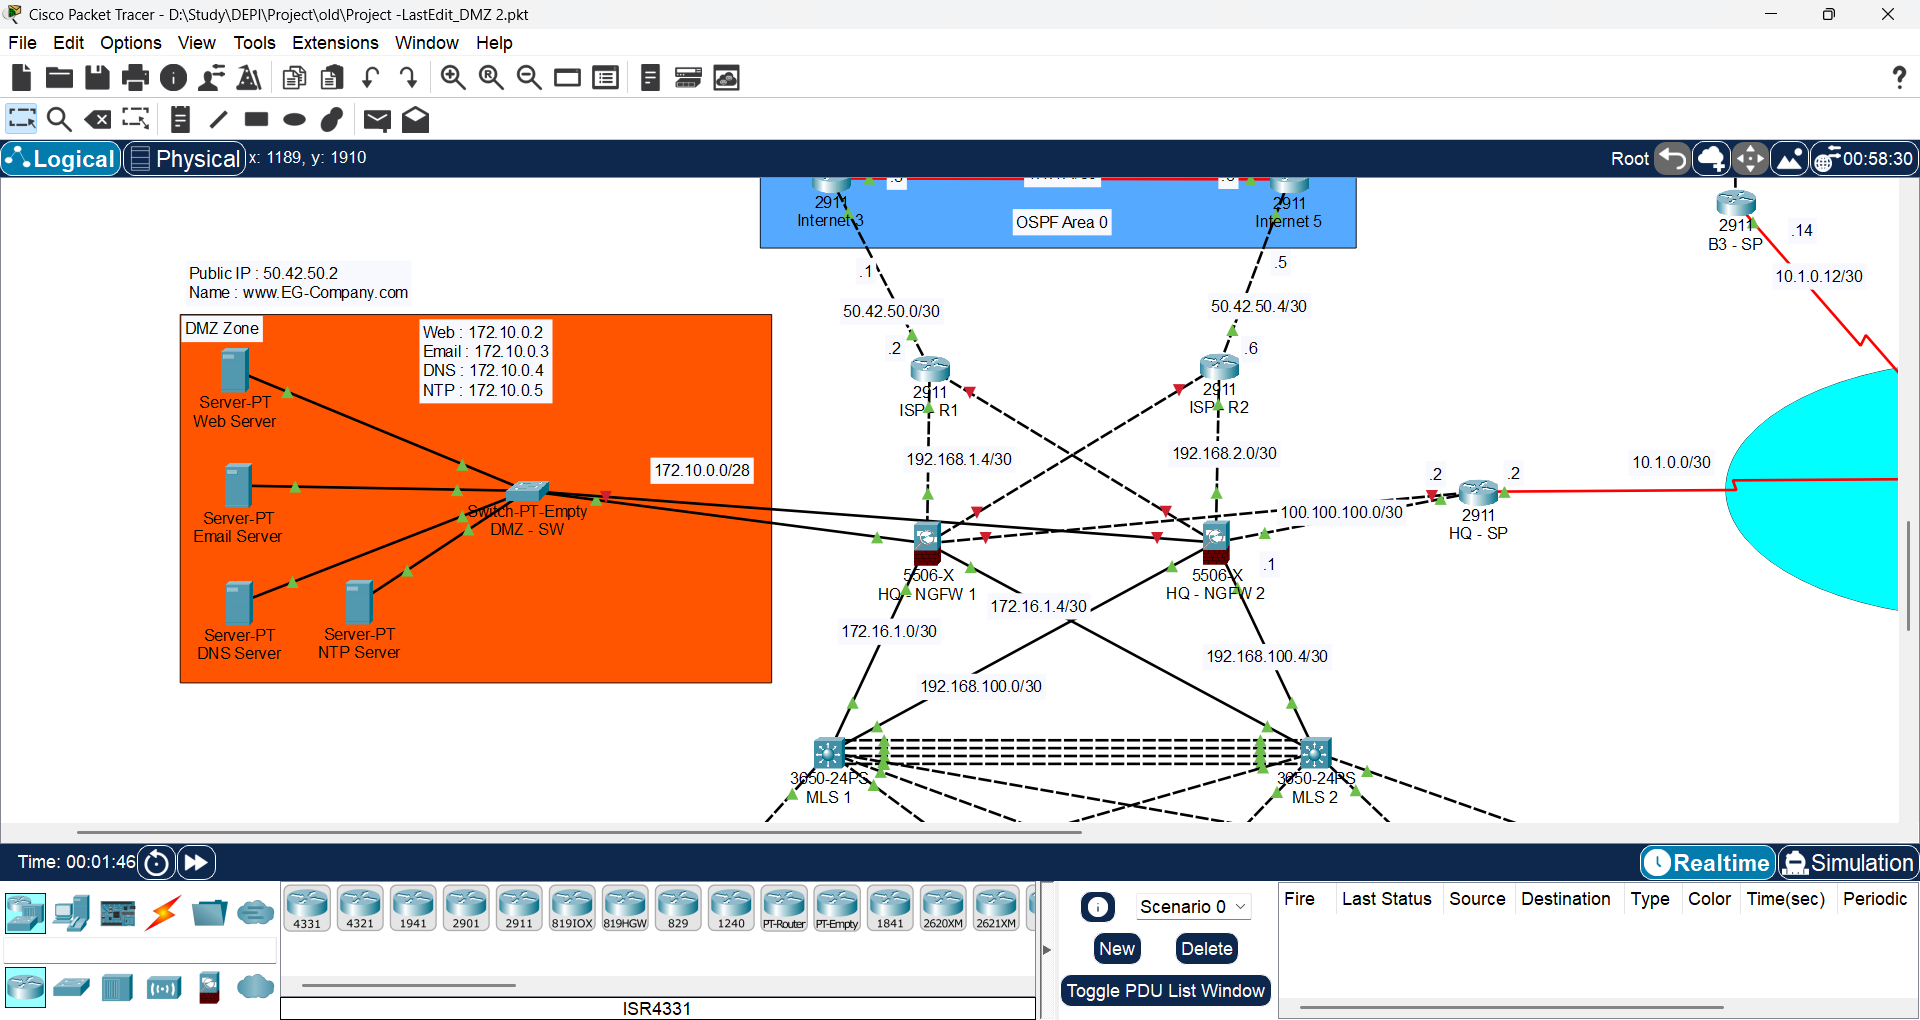 Cisco Packet Tracer - D:\Study\DEPI\Project\old\Project -LastEdit_DMZ 2.pkt
File Edit Options View Tools Extensions Window Help
Logical Physical x: 1189, y: 1910 Root 00:58:30
2911
Internet 3
2911
Internet 5
OSPF Area 0
2911
B3 - SP
.14
10.1.0.12/30
Public IP : 50.42.50.2
Name : www.EG-Company.com
.1
50.42.50.0/30
.2
.5
50.42.50.4/30
.6
DMZ Zone
Web : 172.10.0.2
Email : 172.10.0.3
DNS : 172.10.0.4
NTP : 172.10.0.5
Server-PT
Web Server
Server-PT
Email Server
Server-PT
DNS Server
Server-PT
NTP Server
Switch-PT-Empty
DMZ - SW
172.10.0.0/28
2911
ISP - R1
2911
ISP - R2
192.168.1.4/30
192.168.2.0/30
.2
.2
10.1.0.0/30
100.100.100.0/30
2911
HQ - SP
.1
5506-X
HQ - NGFW 1
5506-X
HQ - NGFW 2
172.16.1.4/30
172.16.1.0/30
192.168.100.4/30
192.168.100.0/30
3650-24PS
MLS 1
3650-24PS
MLS 2
Time: 00:01:46
Realtime Simulation
4331 4321 1941 2901 2911 819IOX 819HGW 829 1240 PT-Router PT-Empty 1841 2620XM 2621XM
ISR4331
Scenario 0
New Delete
Toggle PDU List Window
Fire Last Status Source Destination Type Color Time(sec) Periodic